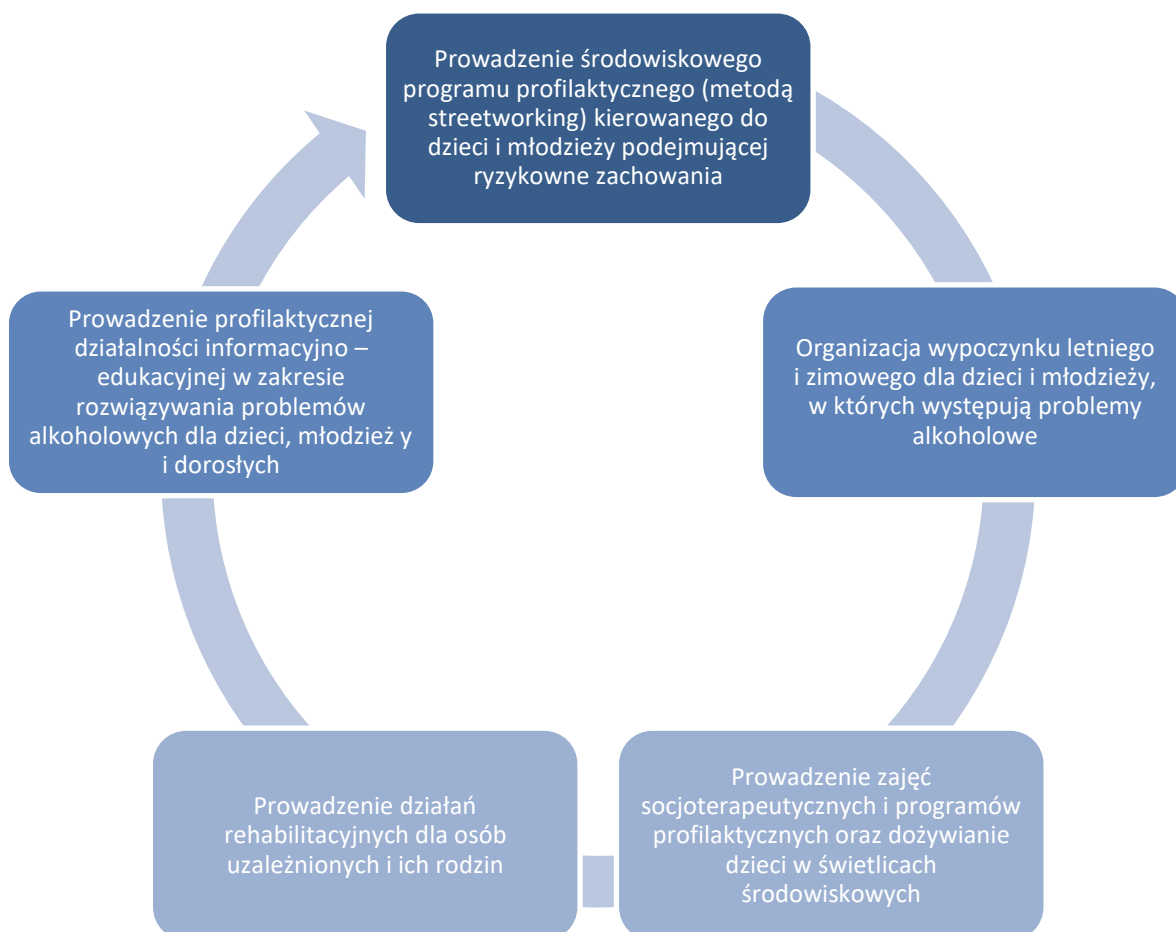 Prowadzenie środowiskowego
programu profilaktycznego (metodą
streetworking) kierowanego do
dzieci i młodzieży podejmującej
ryzykowne zachowania
Organizacja wypoczynku letniego
i zimowego dla dzieci i młodzieży,
w których występują problemy
alkoholowe
Prowadzenie zajęć
socjoterapeutycznych i programów
profilaktycznych oraz dożywianie
dzieci w świetlicach
środowiskowych
Prowadzenie działań
rehabilitacyjnych dla osób
uzależnionych i ich rodzin
Prowadzenie profilaktycznej
działalności informacyjno –
edukacyjnej w zakresie
rozwiązywania problemów
alkoholowych dla dzieci, młodzież y
i dorosłych